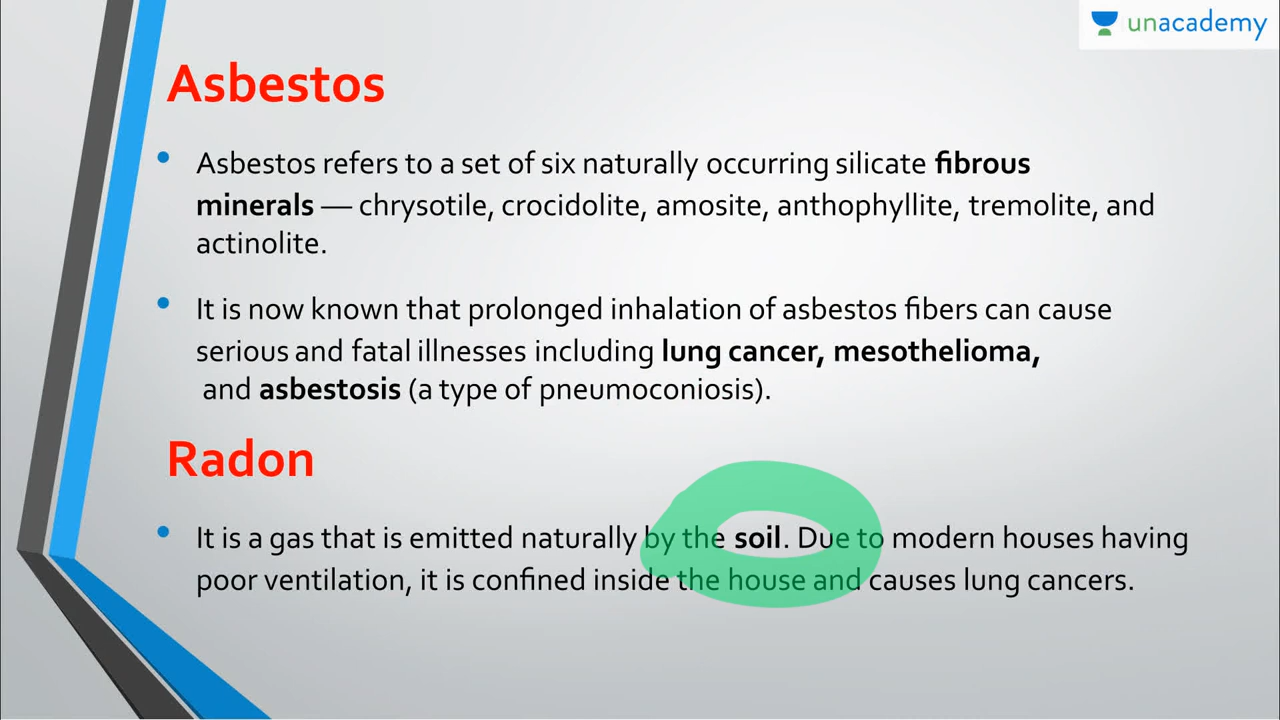 unacademy
Asbestos
• Asbestos refers to a set of six naturally occurring silicate fibrous
minerals — chrysotile, crocidolite, amosite, anthophyllite, tremolite, and
actinolite.
• It is now known that prolonged inhalation of asbestos fibers can cause
serious and fatal illnesses including lung cancer, mesothelioma,
and asbestosis (a type of pneumoconiosis).
Radon
• It is a gas that is emitted naturally by the soil. Due to modern houses having
poor ventilation, it is confined inside the house and causes lung cancers.